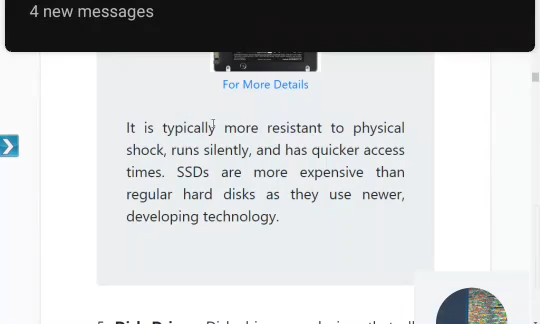 4 new messages
For More Details
It is typically more resistant to physical
shock, runs silently, and has quicker access
times. SSDs are more expensive than
regular hard disks as they use newer,
developing technology.